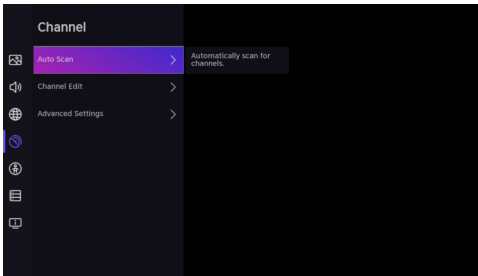 Channel
Auto Scan
Automatically scan for
channels.
Channel Edit
Advanced Settings